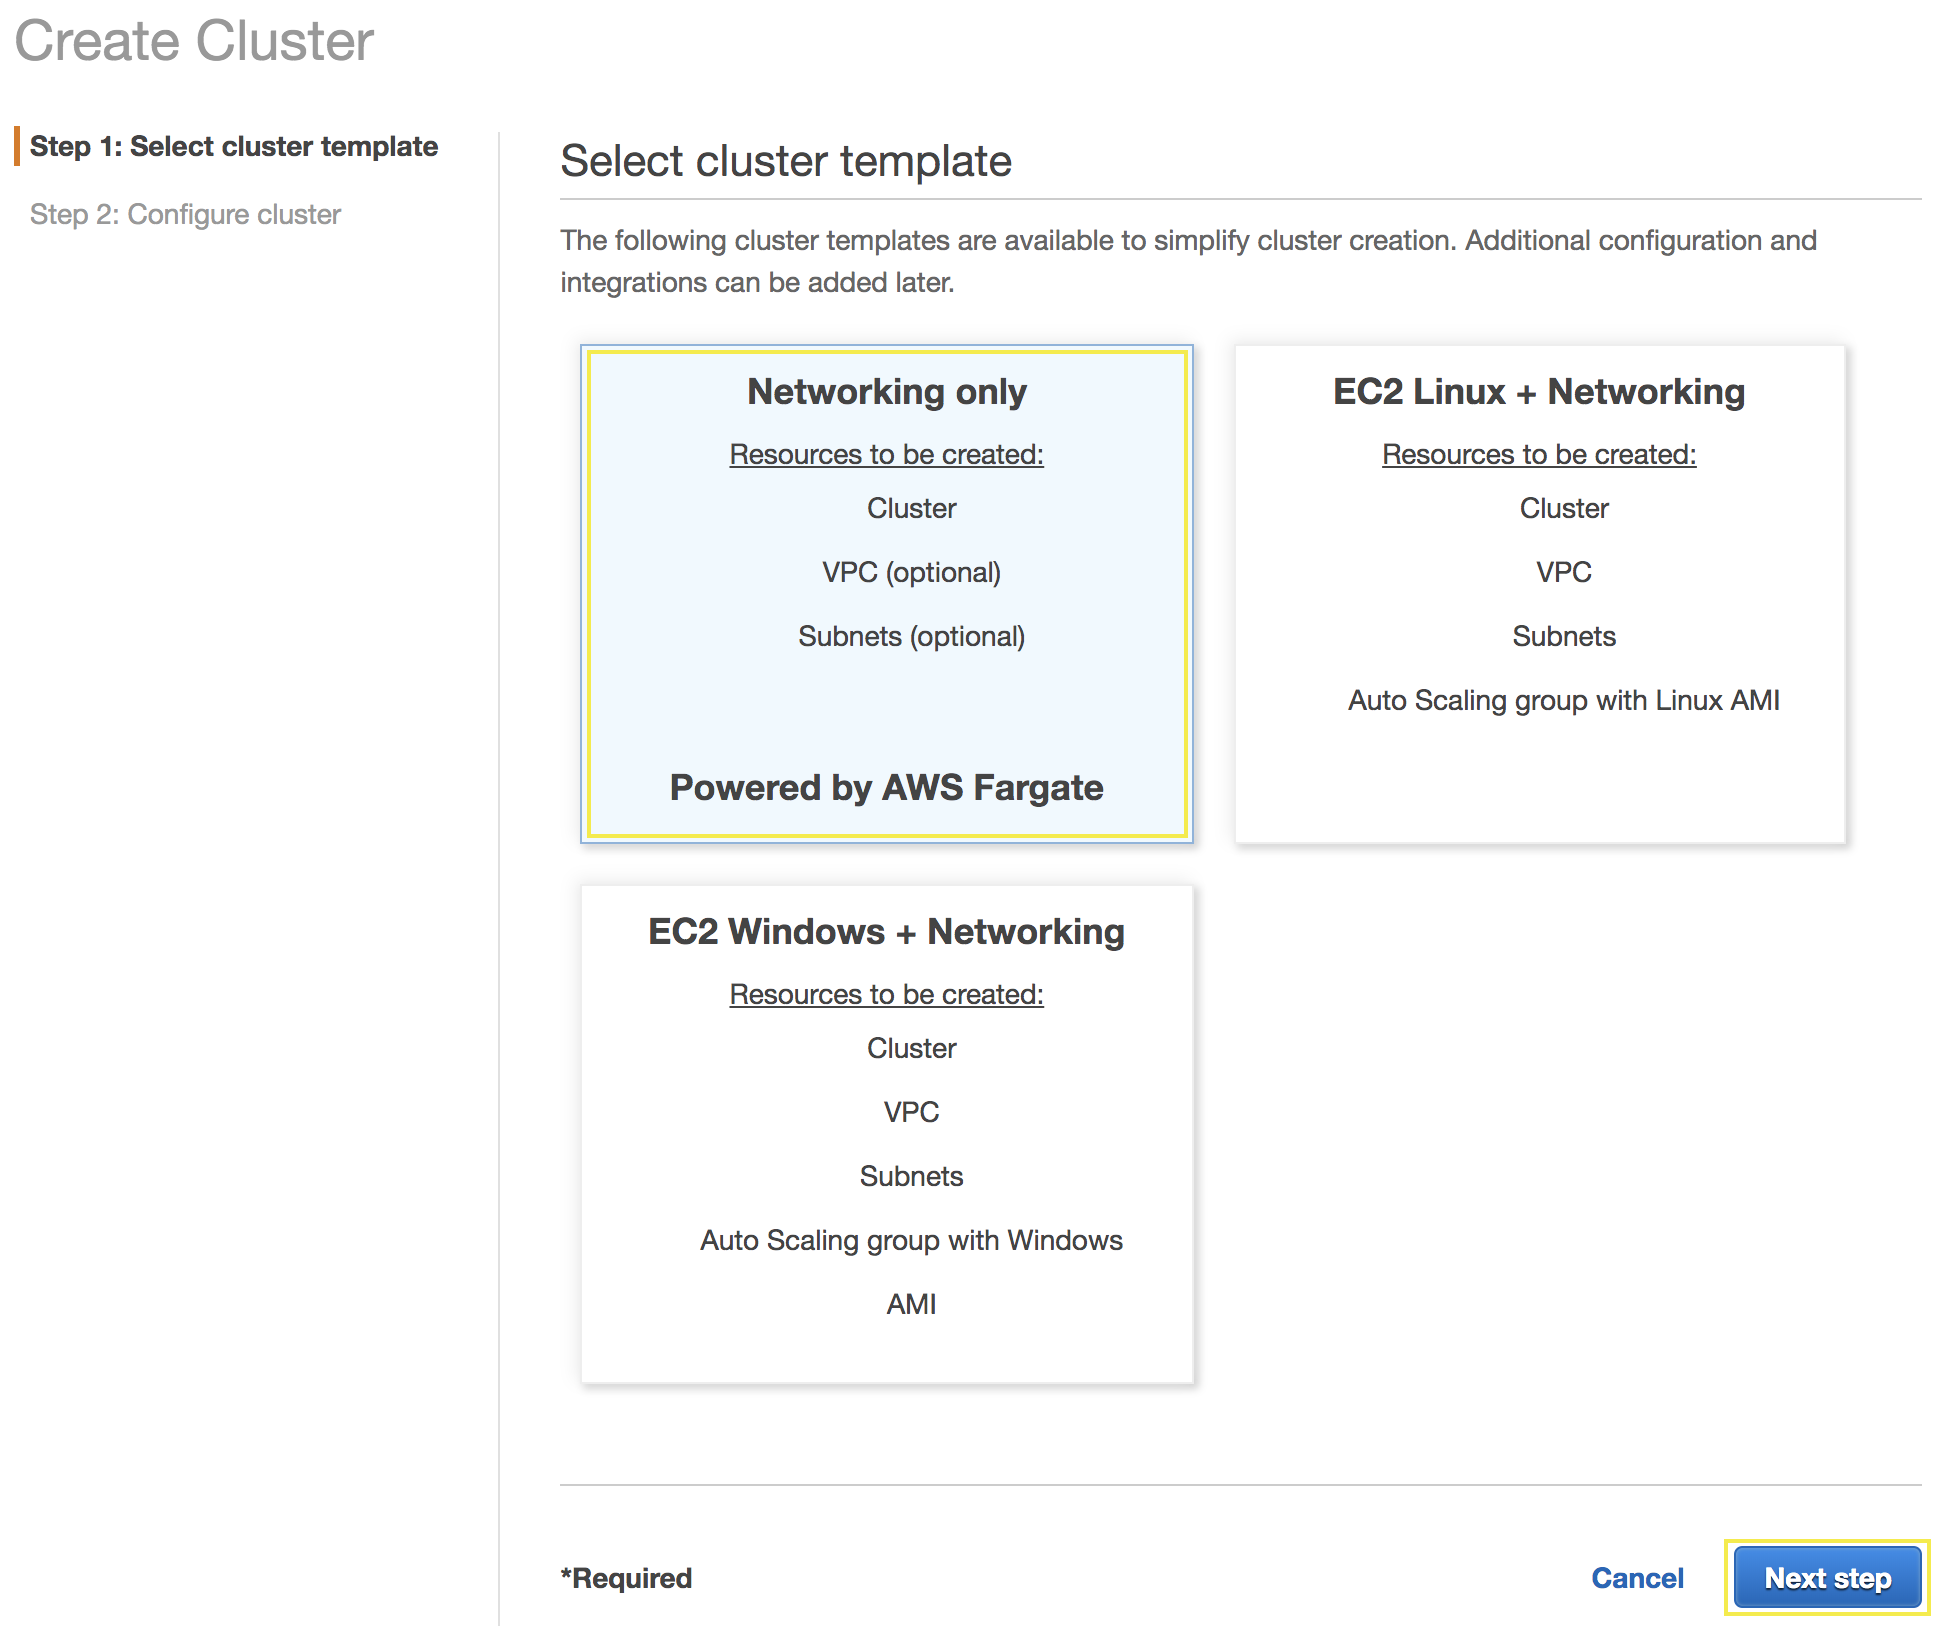 Create Cluster
Step 1: Select cluster template
Step 2: Configure cluster
Select cluster template
The following cluster templates are available to simplify cluster creation. Additional configuration and
integrations can be added later.
Networking only
Resources to be created:
Cluster
VPC (optional)
Subnets (optional)
Powered by AWS Fargate
EC2 Linux + Networking
Resources to be created:
Cluster
VPC
Subnets
Auto Scaling group with Linux AMI
EC2 Windows + Networking
Resources to be created:
Cluster
VPC
Subnets
Auto Scaling group with Windows
AMI
*Required
Cancel
Next step